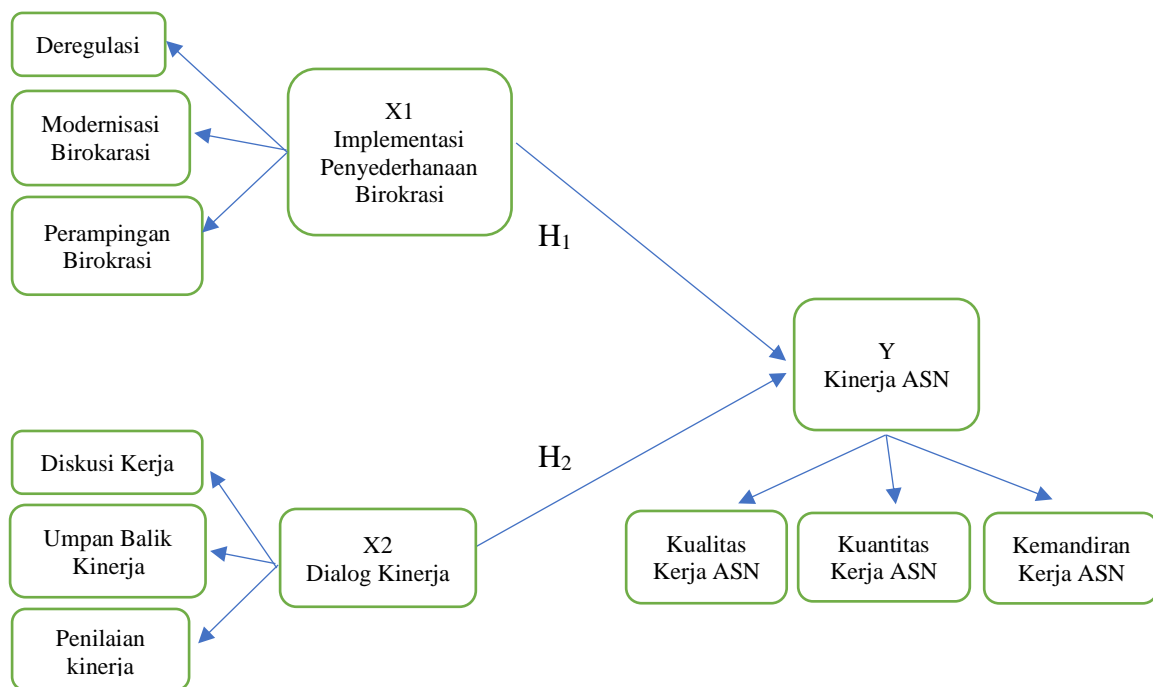 Deregulasi
Modernisasi
Birokarasi
Perampingan
Birokrasi
X1
Implementasi
Penyederhanaan
Birokrasi
H₁
Y
Kinerja ASN
H₂
Diskusi Kerja
Umpan Balik
Kinerja
Penilaian
kinerja
X2
Dialog Kinerja
Kualitas
Kerja ASN
Kuantitas
Kerja ASN
Kemandiran
Kerja ASN